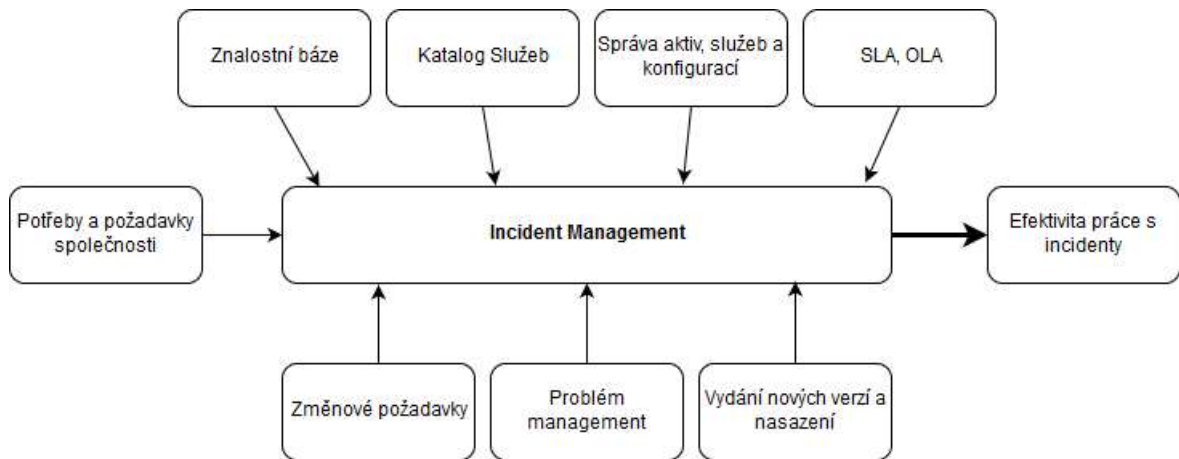 Znalostní báze
Katalog Služeb
Správa aktiv, služeb a
konfigurací
SLA, OLA
Potřeby a požadavky
společnosti
Incident Management
Efektivita práce s
incidenty
Změnové požadavky
Problém
management
Vydání nových verzí a
nasazení